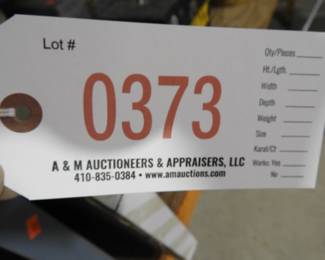 Lot #
0373
A & M AUCTIONEERS & APPRAISERS, LLC
410-835-0384 • www.amauctions.com
Qty/Pieces
Ht./Lgth.
Width
Depth
Weight
Size
Karat/Ct
Works: Yes
No